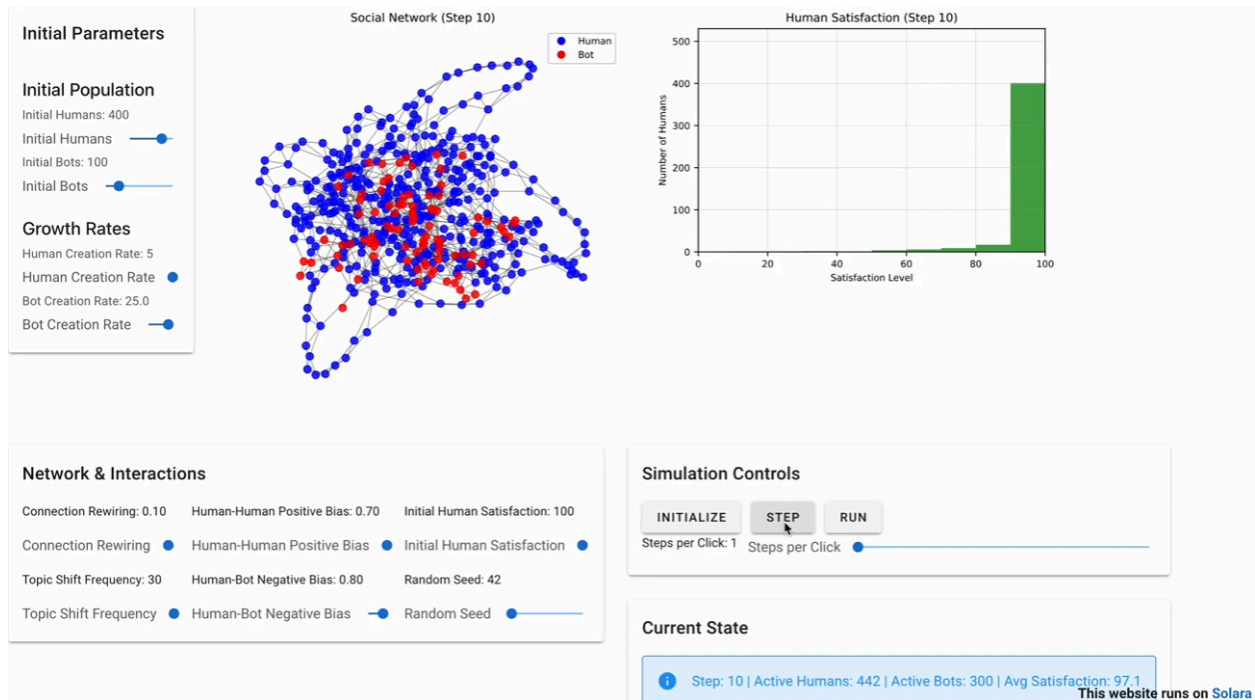 Initial Parameters
Initial Population
Initial Humans: 400
Initial Humans
Initial Bots: 100
Initial Bots
Growth Rates
Human Creation Rate: 5
Human Creation Rate
Bot Creation Rate: 25.0
Bot Creation Rate
Social Network (Step 10)
Human
Bot
Human Satisfaction (Step 10)
Number of Humans
500
400
300
200
100
0
0 20 40 60 80 100
Satisfaction Level
Network & Interactions
Connection Rewiring: 0.10 Human-Human Positive Bias: 0.70 Initial Human Satisfaction: 100
Connection Rewiring Human-Human Positive Bias Initial Human Satisfaction
Topic Shift Frequency: 30 Human-Bot Negative Bias: 0.80 Random Seed: 42
Topic Shift Frequency Human-Bot Negative Bias Random Seed
Simulation Controls
INITIALIZE STEP RUN
Steps per Click: 1 Steps per Click
Current State
Step: 10 | Active Humans: 442 | Active Bots: 300 | Avg Satisfaction: 97.1
This website runs on Solara